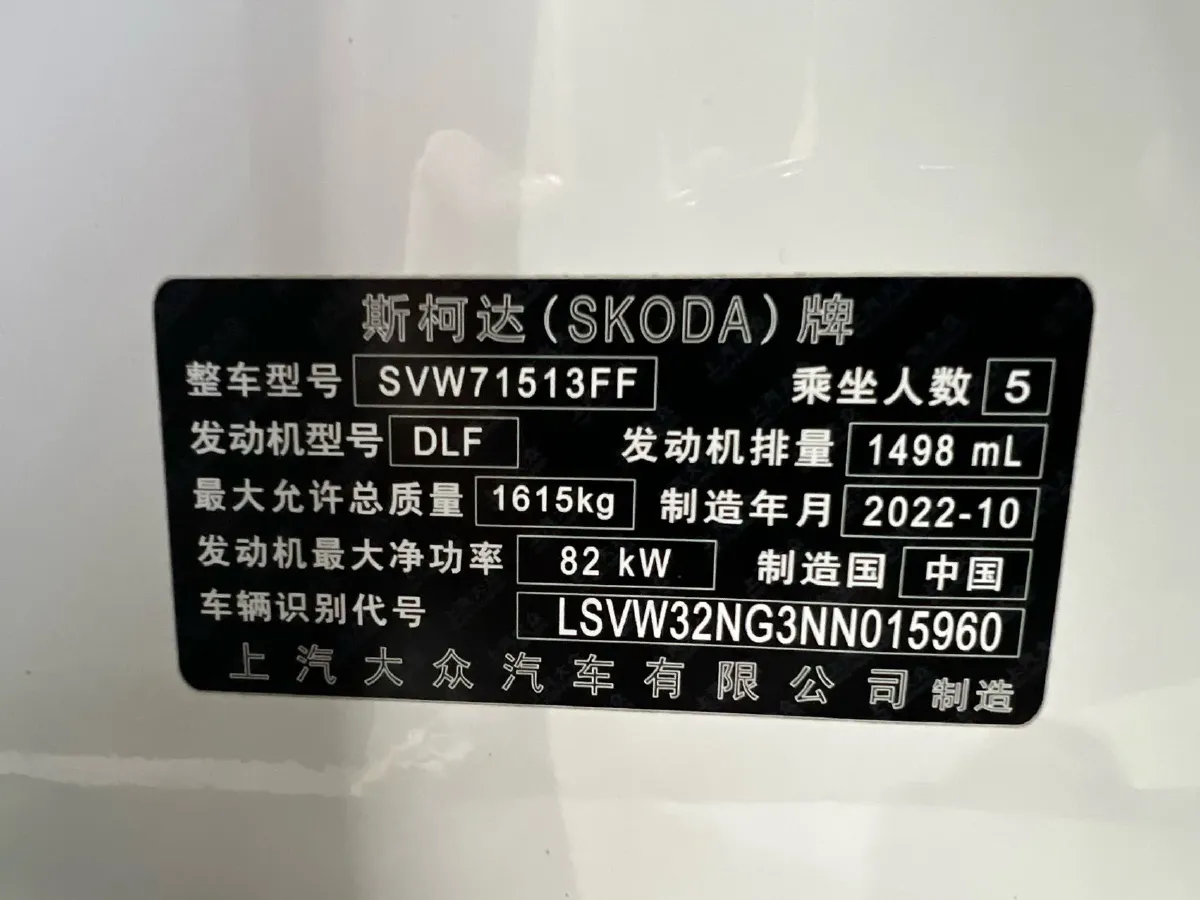 斯柯达(SKODA)牌
整车型号 SVW71513FF 乘坐人数 5
发动机型号 DLF 发动机排量 1498 mL
最大允许总质量 1615kg 制造年月 2022-10
发动机最大净功率 82 kW 制造国 中国
车辆识别代号 LSVW32NG3NN015960
上汽大众汽车有限公司 制造